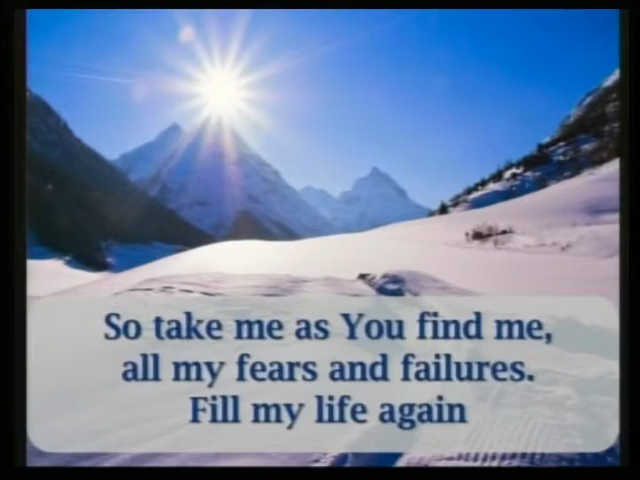 So take me as You find me,
all my fears and failures.
Fill my life again